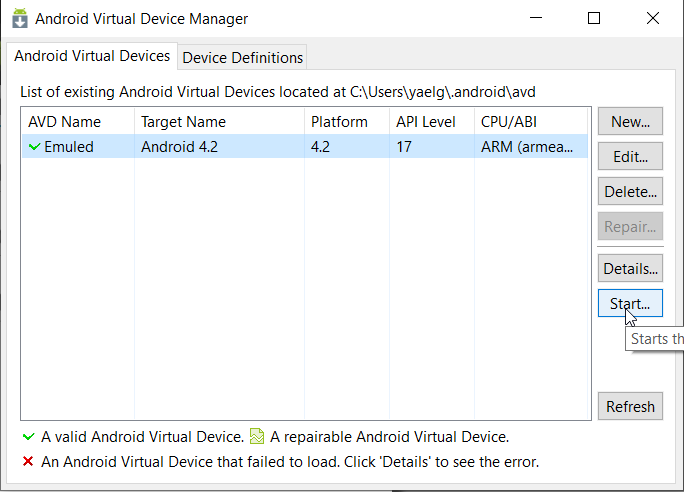 Android Virtual Device Manager
Android Virtual Devices Device Definitions
List of existing Android Virtual Devices located at C:\Users\yaelg\.android\avd
AVD Name Target Name Platform API Level CPU/ABI
Emuled Android 4.2 4.2 17 ARM (armea...
New...
Edit...
Delete...
Repair...
Details...
Start...
Starts th
Refresh
A valid Android Virtual Device. A repairable Android Virtual Device.
An Android Virtual Device that failed to load. Click 'Details' to see the error.